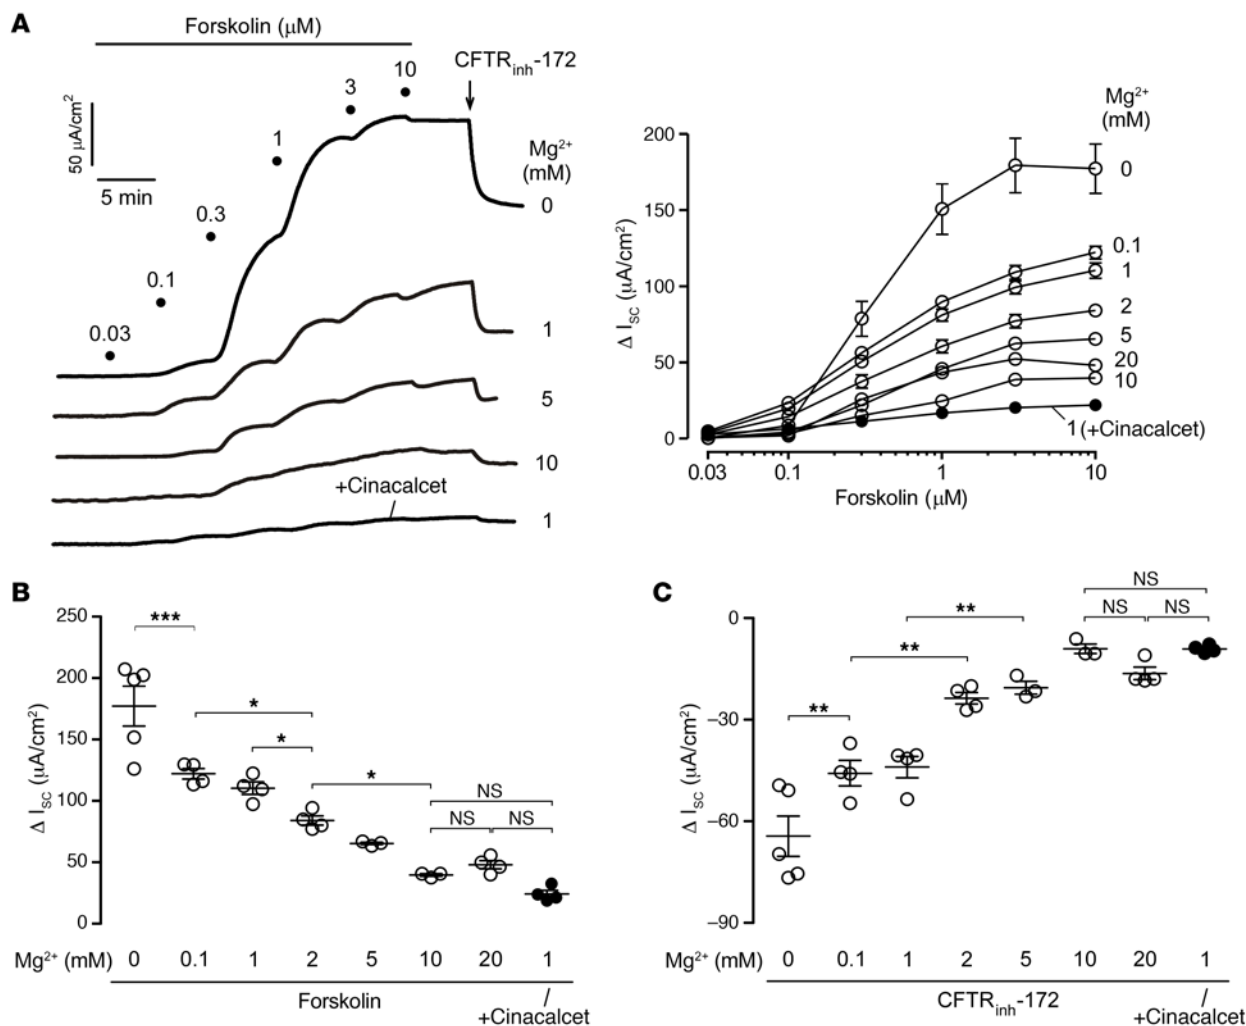 A
Forskolin (μM)
CFTRinh-172
10
3
1
0.3
0.1
0.03
50 μA/cm²
5 min
Mg²⁺
(mM)
0
1
5
10
+Cinacalcet
1
Mg²⁺
(mM)
200
150
100
50
0
Δ ISC (μA/cm²)
0
0.1
1
2
5
20
10
1 (+Cinacalcet)
0.03
0.1
1
10
Forskolin (μM)
B
250
200
150
100
50
0
Δ ISC (μA/cm²)
***
*
*
*
NS
NS
NS
Mg²⁺ (mM) 0 0.1 1 2 5 10 20 1
Forskolin
+Cinacalcet
C
0
–30
–60
–90
Δ ISC (μA/cm²)
**
**
**
NS
NS
NS
Mg²⁺ (mM) 0 0.1 1 2 5 10 20 1
CFTRinh-172
+Cinacalcet